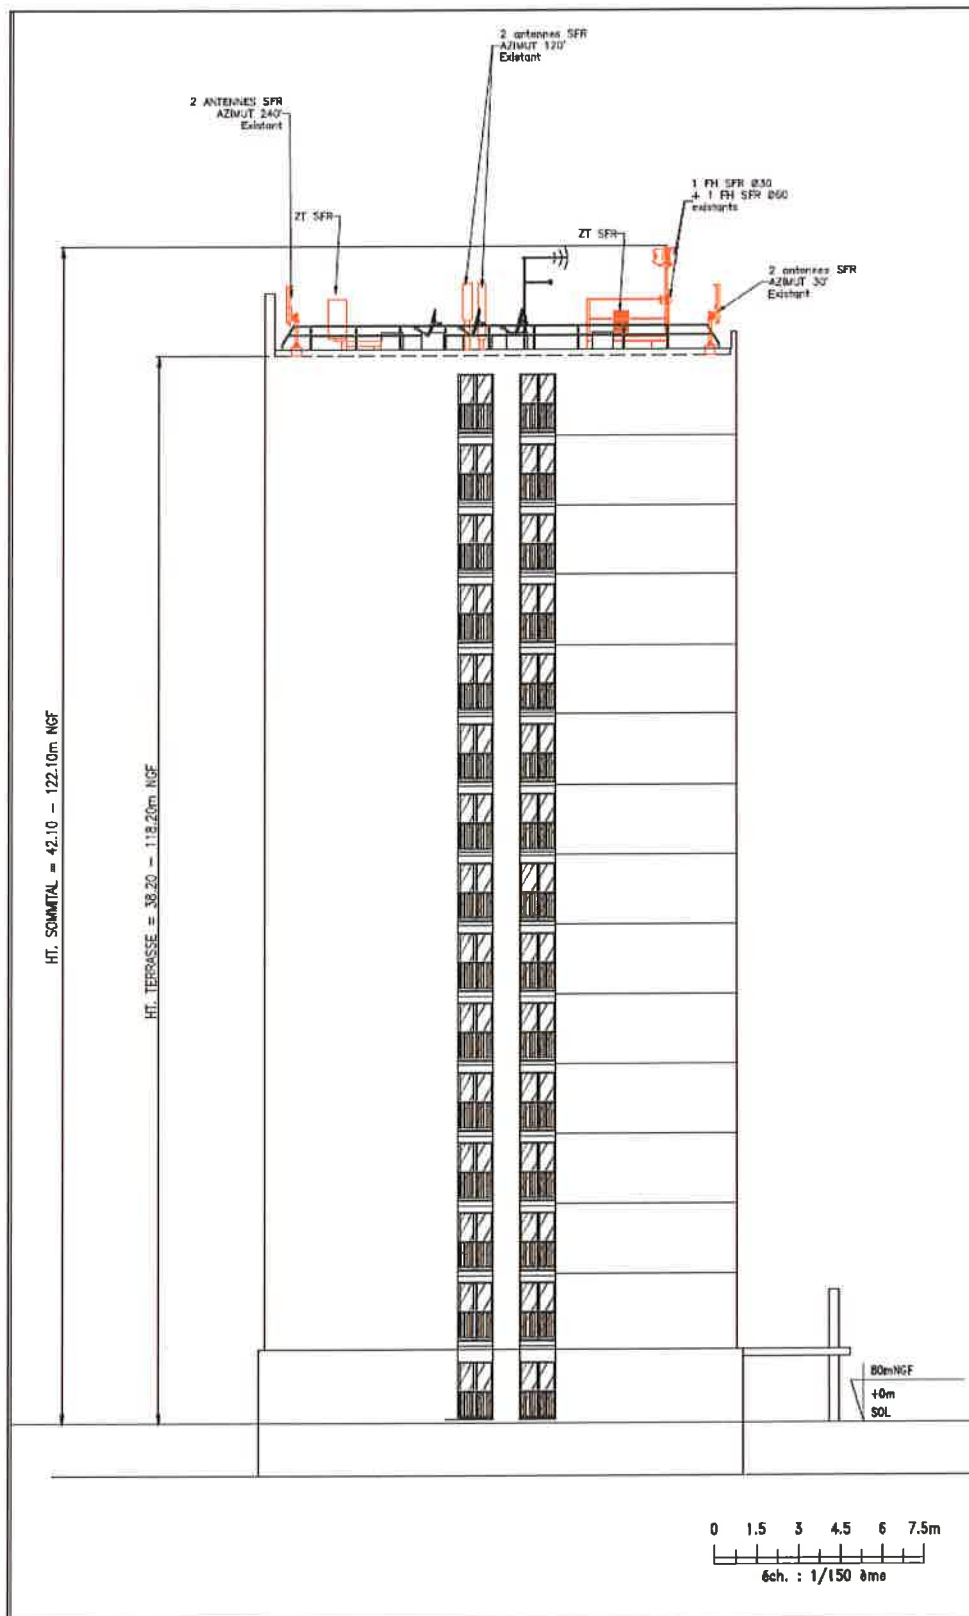 2 antennes SFR
AZIMUT 120°
Existant
2 ANTENNES SFR
AZIMUT 240°
Existant
1 FH SFR Ø30
+ 1 FH SFR Ø60
existants
ZT SFR
ZT SFR
2 antennes SFR
AZIMUT 30°
Existant
HT. SOMMITAL = 42.10 - 122.10m NGF
HT. TERRASSE = 38.20 - 118.20m NGF
80mNGF
+0m
SOL
0 1.5 3 4.5 6 7.5m
éch. : 1/150 ème